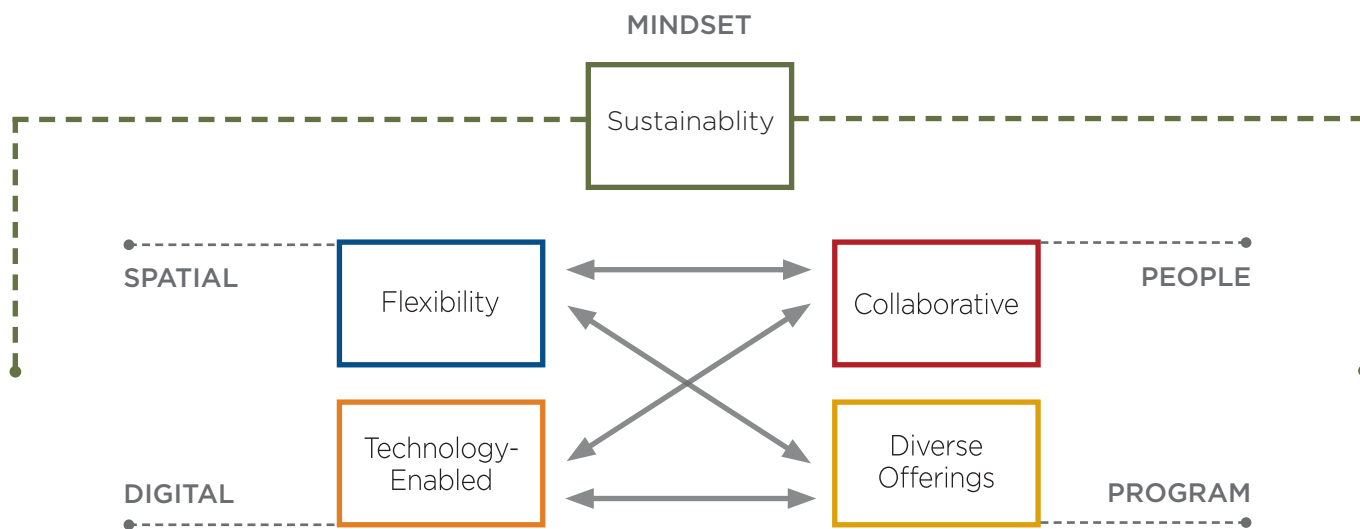 MINDSET
Sustainablity
SPATIAL
Flexibility
Collaborative
PEOPLE
Technology-
Enabled
Diverse
Offerings
DIGITAL
PROGRAM